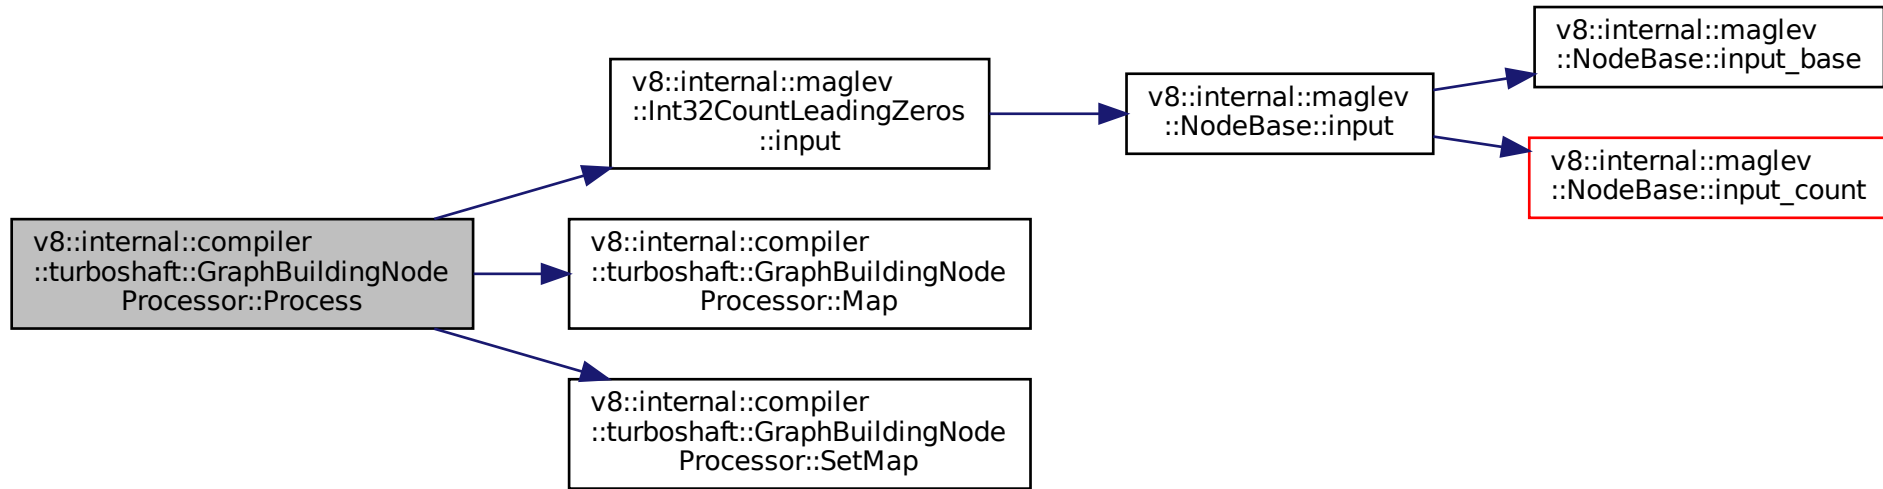 v8::internal::compiler
::turboshaft::GraphBuildingNode
Processor::Process
v8::internal::maglev
::Int32CountLeadingZeros
::input
v8::internal::compiler
::turboshaft::GraphBuildingNode
Processor::Map
v8::internal::compiler
::turboshaft::GraphBuildingNode
Processor::SetMap
v8::internal::maglev
::NodeBase::input
v8::internal::maglev
::NodeBase::input_base
v8::internal::maglev
::NodeBase::input_count